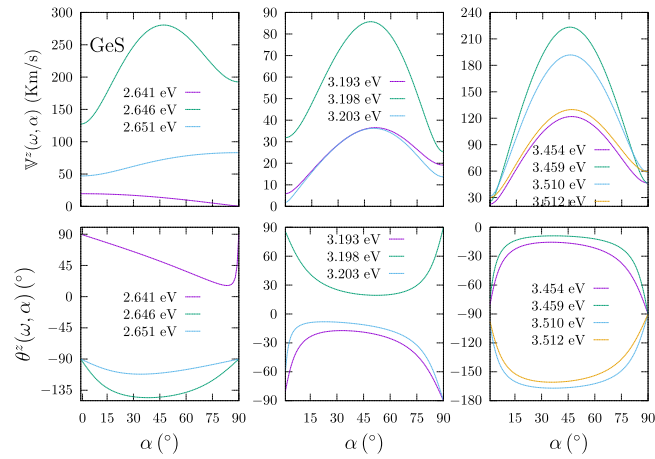 300
250
200
150
100
50
0
𝕍ᶻ(ω, α) (Km/s)
GeS
2.641 eV
2.646 eV
2.651 eV
90
80
70
60
50
40
30
20
10
0
3.193 eV
3.198 eV
3.203 eV
240
210
180
150
120
90
60
30
3.454 eV
3.459 eV
3.510 eV
3.512 eV
90
45
0
−45
−90
−135
θᶻ(ω, α) (°)
2.641 eV
2.646 eV
2.651 eV
0 15 30 45 60 75 90
α (°)
90
60
30
0
−30
−60
−90
3.193 eV
3.198 eV
3.203 eV
15 30 45 60 75 90
α (°)
0
−30
−60
−90
−120
−150
−180
3.454 eV
3.459 eV
3.510 eV
3.512 eV
15 30 45 60 75 90
α (°)